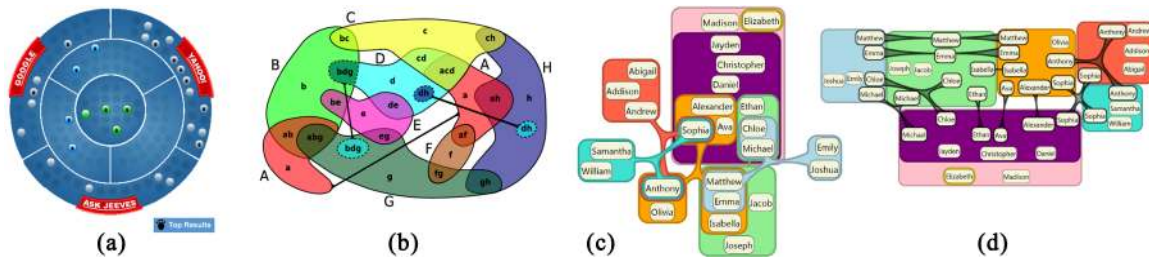 GOOGLE
YAHOO!
ASK JEEVES
Top Results
(a)
C
c
bc
ch
B
D
cd
A
H
bdg
d
acd
b
a
dh
ah
h
be
de
e
E
dh
ab
abg
eg
af
bdg
F
f
a
g
fg
gh
A
G
(b)
Madison
Elizabeth
Jayden
Christopher
Daniel
Abigail
Addison
Andrew
Alexander
Ethan
Sophia
Ava
Chloe
Michael
Samantha
William
Emily
Joshua
Anthony
Matthew
Olivia
Emma
Jacob
Isabella
Joseph
(c)
Matthew
Matthew
Matthew
Anthony
Andrew
Emma
Emma
Emma
Olivia
Addison
Anthony
Joshua
Emily
Chloe
Joseph
Jacob
Isabella
Isabella
Abigail
Chloe
Sophia
Michael
Ethan
Ava
Alexander
Sophia
Anthony
Michael
Samantha
Chloe
Sophia
Sophia
William
Michael
Ethan
Ava
Alexander
Jayden
Christopher
Daniel
Elizabeth
Madison
(d)